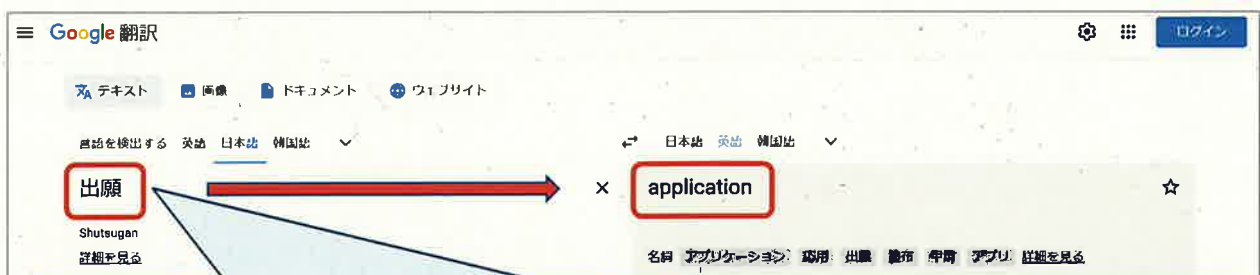 Google 翻訳
ログイン
テキスト 画像 ドキュメント ウェブサイト
言語を検出する 英語 日本語 韓国語
日本語 英語 韓国語
出願
application
Shutsugan
詳細を見る
名詞 アプリケーション 応用 出願 申請 アプリ 詳細を見る